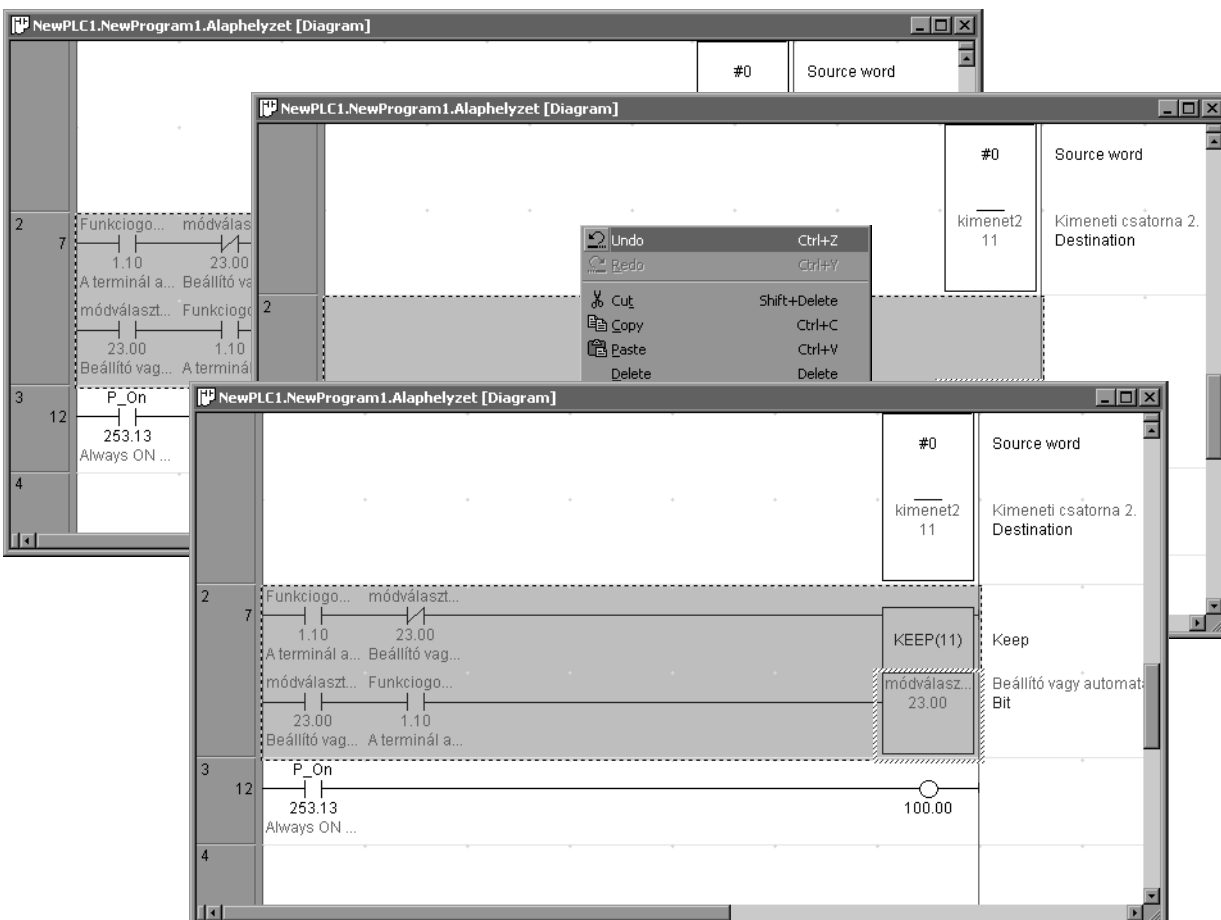 NewPLC1.NewProgram1.Alaphelyzet [Diagram]
#0 Source word
2
7
Funkciogo... módválas
1.10 23.00
A terminál a... Beállító va
módválaszt... Funkciogo
23.00 1.10
Beállító vag... A terminál
3
12
P_On
253.13
Always ON ...
4
NewPLC1.NewProgram1.Alaphelyzet [Diagram]
#0 Source word
kimenet2 Kimeneti csatorna 2.
11 Destination
2
Undo Ctrl+Z
Redo Ctrl+Y
Cut Shift+Delete
Copy Ctrl+C
Paste Ctrl+V
Delete Delete
NewPLC1.NewProgram1.Alaphelyzet [Diagram]
#0 Source word
kimenet2 Kimeneti csatorna 2.
11 Destination
2
7
Funkciogo... módválaszt...
1.10 23.00
A terminál a... Beállító vag...
KEEP(11) Keep
módválaszt... Funkciogo...
23.00 1.10
Beállító vag... A terminál a...
módválasz... Beállító vagy automat
23.00 Bit
3
12
P_On
253.13
Always ON ...
100.00
4